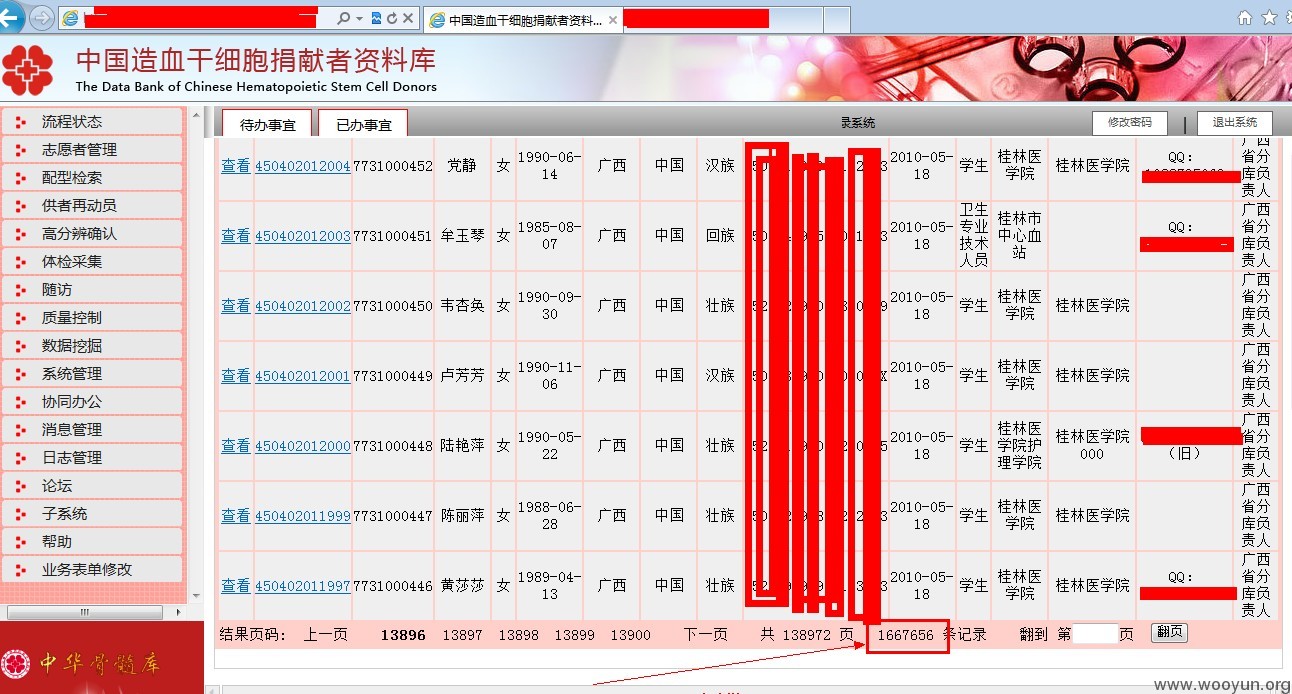 中国造血干细胞捐献者资料...
中国造血干细胞捐献者资料库
The Data Bank of Chinese Hematopoietic Stem Cell Donors
流程状态
志愿者管理
配型检索
供者再动员
高分辨确认
体检采集
随访
质量控制
数据挖掘
系统管理
协同办公
消息管理
日志管理
论坛
子系统
帮助
业务表单修改
中华骨髓库
待办事宜 已办事宜 录系统 修改密码 | 退出系统
查看 450402012004 7731000452 党静 女 1990-06-14 广西 中国 汉族 2010-05-18 学生 桂林医学院 桂林医学院 QQ: 广西省分库负责人
查看 450402012003 7731000451 牟玉琴 女 1985-08-07 广西 中国 回族 2010-05-18 卫生专业技术人员 桂林市中心血站 QQ: 广西省分库负责人
查看 450402012002 7731000450 韦杏奂 女 1990-09-30 广西 中国 壮族 2010-05-18 学生 桂林医学院 桂林医学院 广西省分库负责人
查看 450402012001 7731000449 卢芳芳 女 1990-11-06 广西 中国 汉族 2010-05-18 学生 桂林医学院 桂林医学院 广西省分库负责人
查看 450402012000 7731000448 陆艳萍 女 1990-05-22 广西 中国 壮族 2010-05-18 学生 桂林医学院护理学院 桂林医学院000 （旧） 广西省分库负责人
查看 450402011999 7731000447 陈丽萍 女 1988-06-28 广西 中国 壮族 2010-05-18 学生 桂林医学院 桂林医学院 广西省分库负责人
查看 450402011997 7731000446 黄莎莎 女 1989-04-13 广西 中国 壮族 2010-05-18 学生 桂林医学院 桂林医学院 QQ: 广西省分库负责人
结果页码: 上一页 13896 13897 13898 13899 13900 下一页 共 138972 页 1667656 条记录 翻到 第 页 翻页
www.wooyun.org